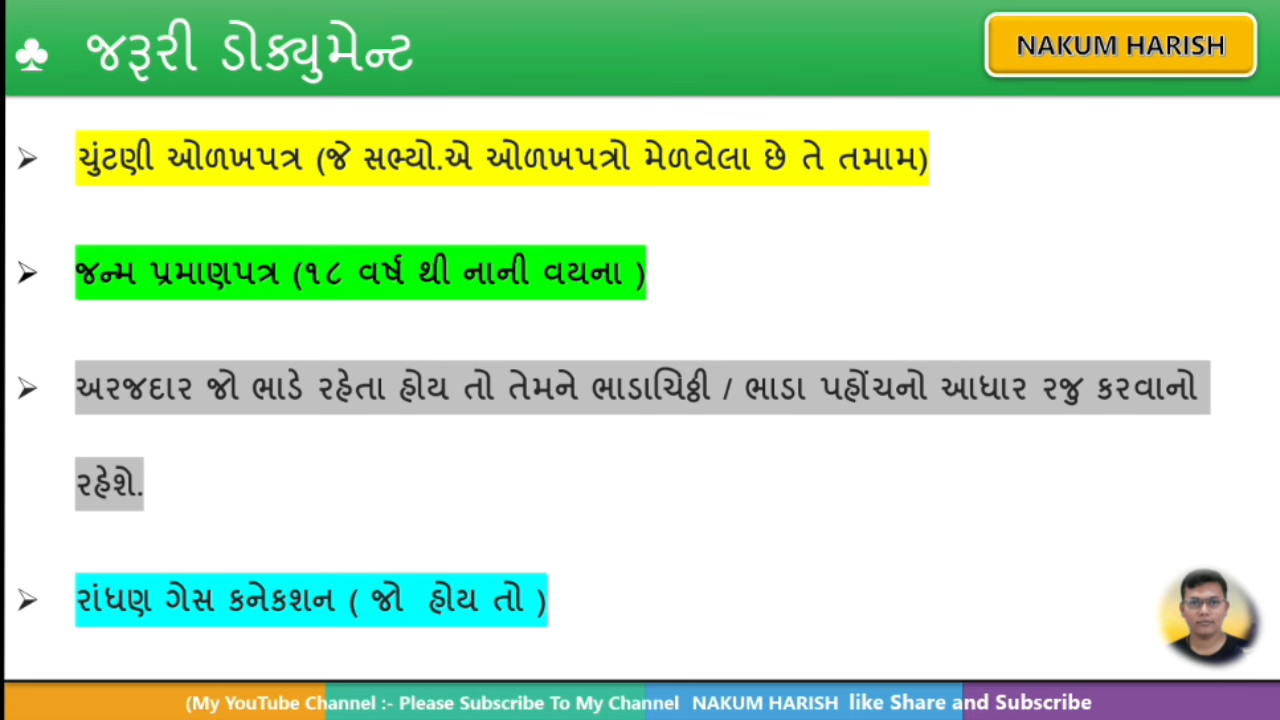 ♣ જરૂરી ડોક્યુમેન્ટ
NAKUM HARISH
➢ ચુંટણી ઓળખપત્ર (જે સભ્યો.એ ઓળખપત્રો મેળવેલા છે તે તમામ)
➢ જન્મ પ્રમાણપત્ર (૧૮ વર્ષ થી નાની વયના )
➢ અરજદાર જો ભાડે રહેતા હોય તો તેમને ભાડાચિઠ્ઠી / ભાડા પહોંચનો આધાર રજુ કરવાનો
રહેશે.
➢ રાંધણ ગેસ કનેકશન ( જો હોય તો )
(My YouTube Channel :- Please Subscribe To My Channel NAKUM HARISH like Share and Subscribe